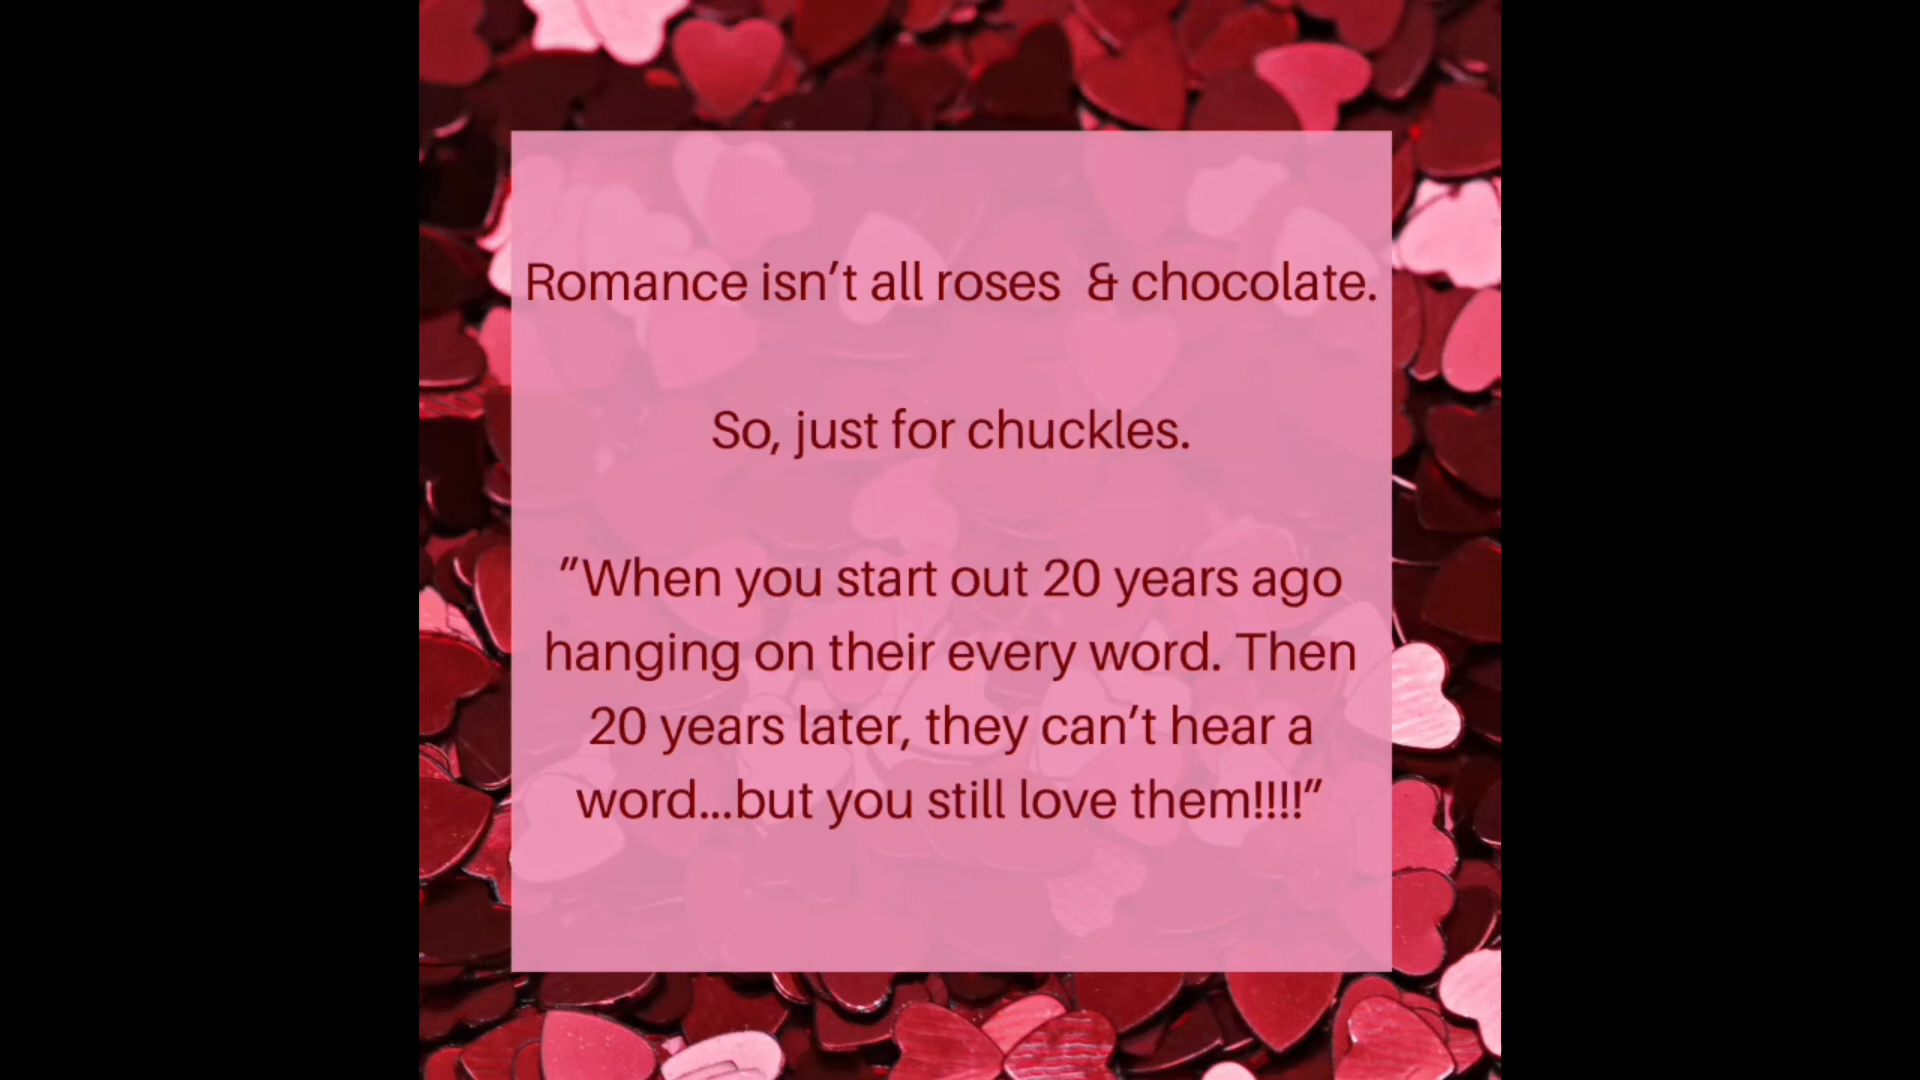 Romance isn’t all roses  & chocolate.
So, just for chuckles.
"When you start out 20 years ago
hanging on their every word. Then
20 years later, they can’t hear a
word...but you still love them!!!!"